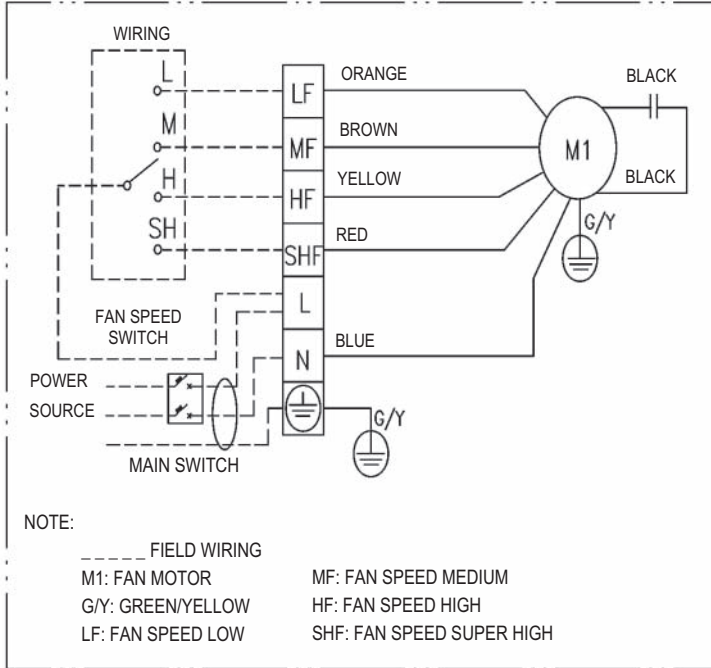 WIRING
L
M
H
SH
FAN SPEED
SWITCH
POWER
SOURCE
MAIN SWITCH
LF
MF
HF
SHF
L
N
ORANGE
BROWN
YELLOW
RED
BLUE
G/Y
M1
BLACK
BLACK
G/Y
NOTE:
_ _ _ _ _ _ FIELD WIRING
M1: FAN MOTOR
G/Y: GREEN/YELLOW
LF: FAN SPEED LOW
MF: FAN SPEED MEDIUM
HF: FAN SPEED HIGH
SHF: FAN SPEED SUPER HIGH